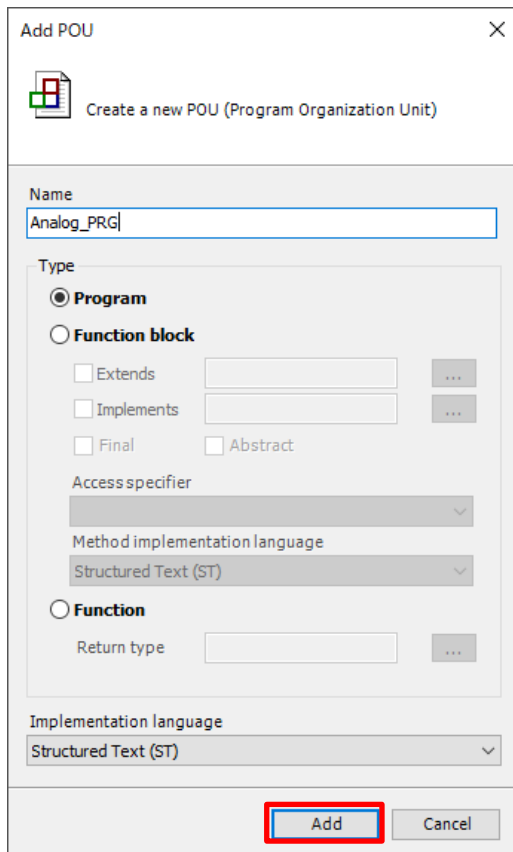 Add POU
Create a new POU (Program Organization Unit)
Name
Analog_PRG
Type
Program
Function block
Extends
...
Implements
...
Final Abstract
Access specifier
Method implementation language
Structured Text (ST)
Function
Return type
...
Implementation language
Structured Text (ST)
Add Cancel